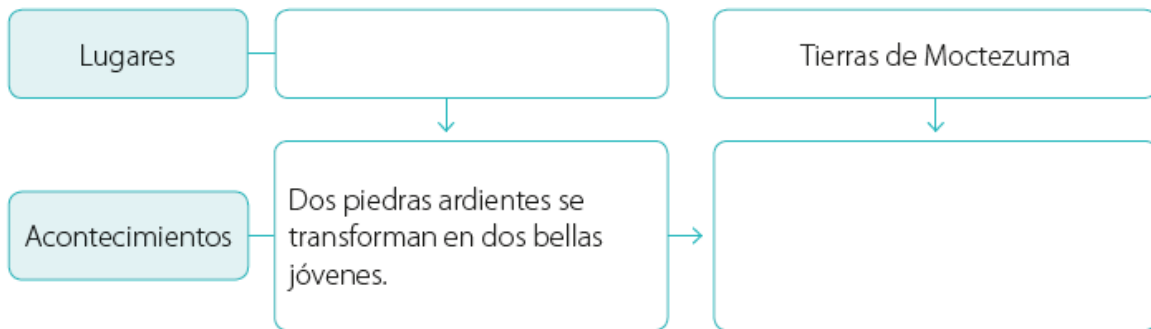 Lugares
Tierras de Moctezuma
Acontecimientos
Dos piedras ardientes se
transforman en dos bellas
jóvenes.